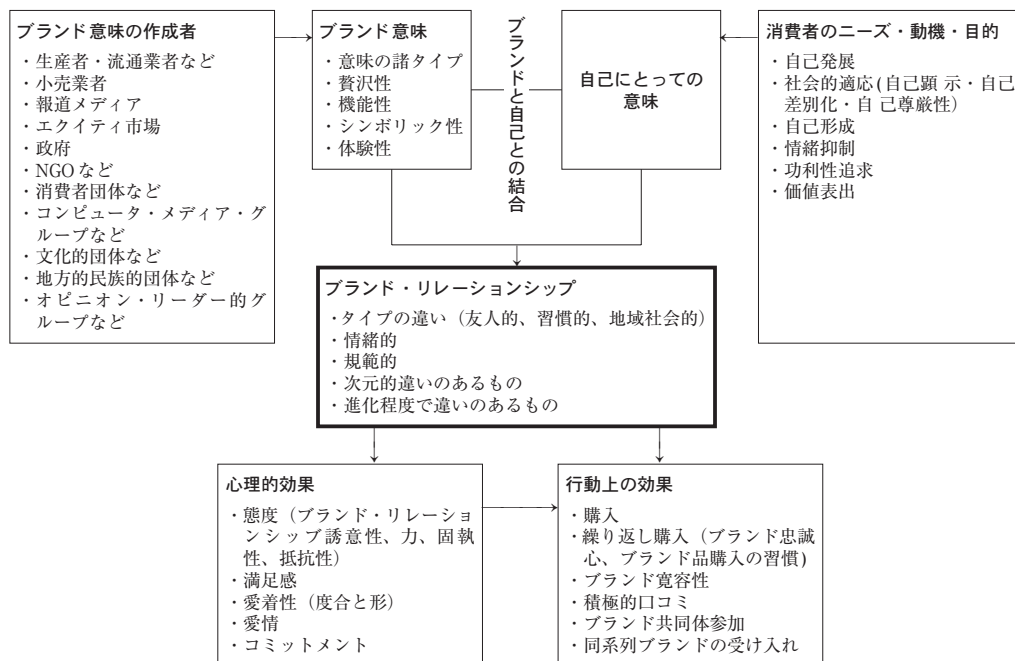 ブランド意味の作成者
・生産者・流通業者など
・小売業者
・報道メディア
・エクイティ市場
・政府
・NGOなど
・消費者団体など
・コンピュータ・メディア・グ
ループなど
・文化的団体など
・地方的民族的団体など
・オピニオン・リーダー的グ
ループなど
ブランド意味
・意味の諸タイプ
・贅沢性
・機能性
・シンボリック性
・体験性
ブランドと自己との結合
自己にとっての
意味
消費者のニーズ・動機・目的
・自己発展
・社会的適応(自己顕 示・自己
差別化・自 己尊厳性)
・自己形成
・情緒抑制
・功利性追求
・価値表出
ブランド・リレーションシップ
・タイプの違い（友人的、習慣的、地域社会的）
・情緒的
・規範的
・次元的違いのあるもの
・進化程度で違いのあるもの
心理的効果
・態度（ブランド・リレーショ
ンシップ誘意性、力、固執
性、抵抗性）
・満足感
・愛着性（度合と形）
・愛情
・コミットメント
行動上の効果
・購入
・繰り返し購入（ブランド忠誠
心、ブランド品購入の習慣）
・ブランド寛容性
・積極的口コミ
・ブランド共同体参加
・同系列ブランドの受け入れ